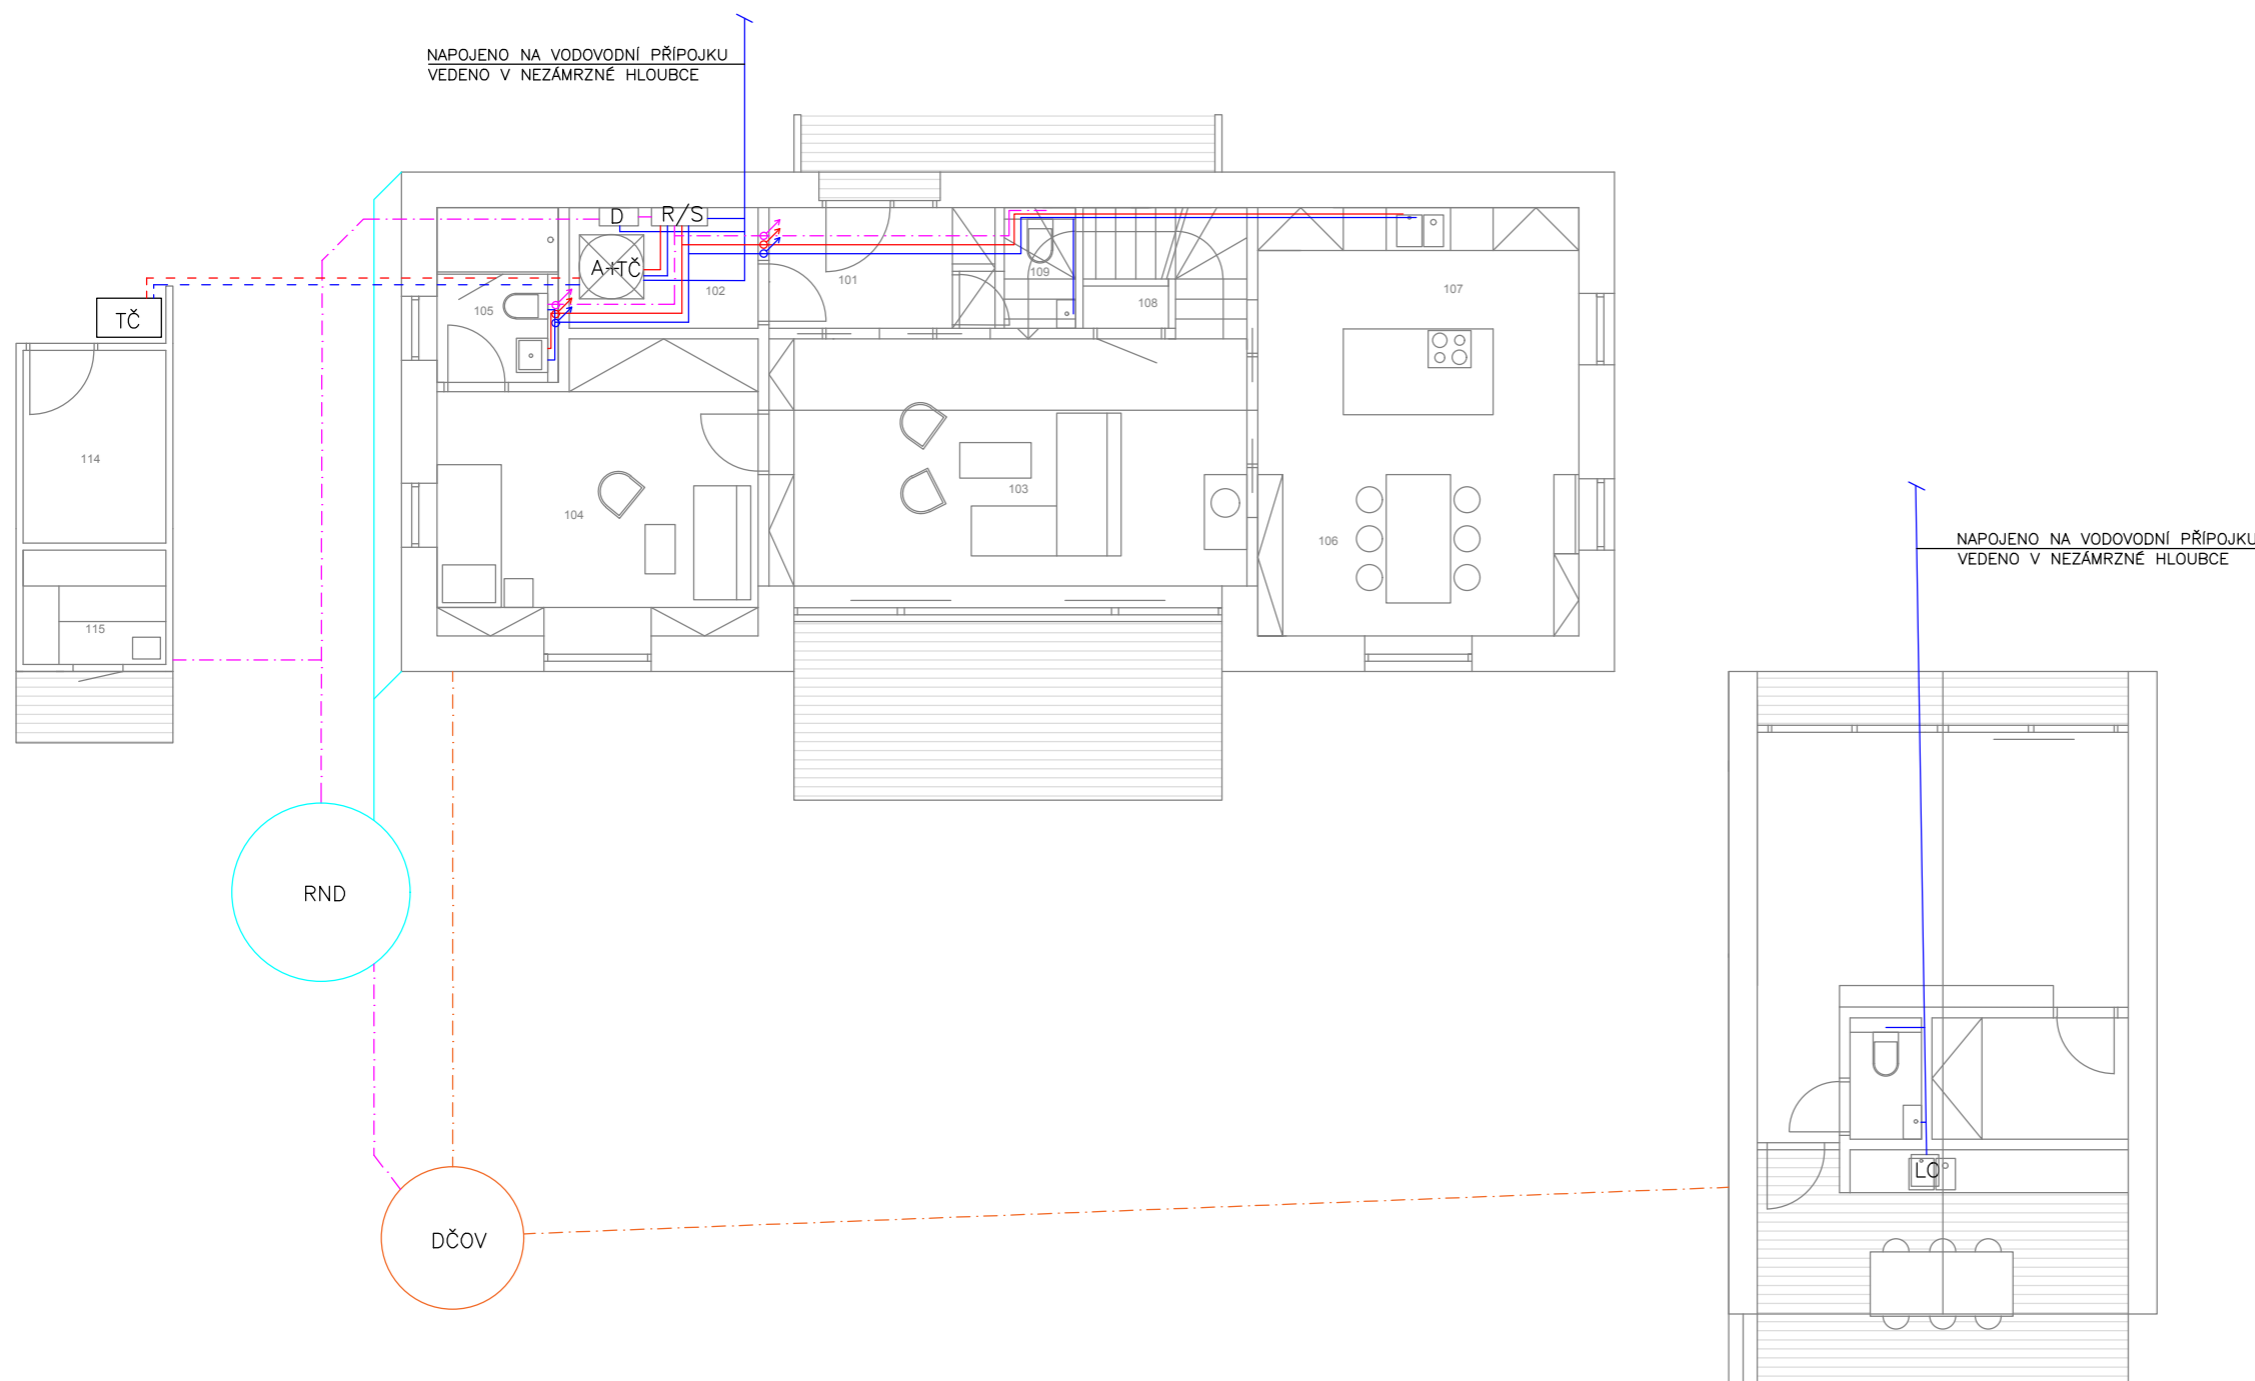 NAPOJENO NA VODOVODNÍ PŘÍPOJKU
VEDENO V NEZÁMRZNÉ HLOUBCE
D
R/S
A+TČ
102
101
109
108
107
105
TČ
114
104
103
106
115
NAPOJENO NA VODOVODNÍ PŘÍPOJKU
VEDENO V NEZÁMRZNÉ HLOUBCE
RND
DČOV
LO